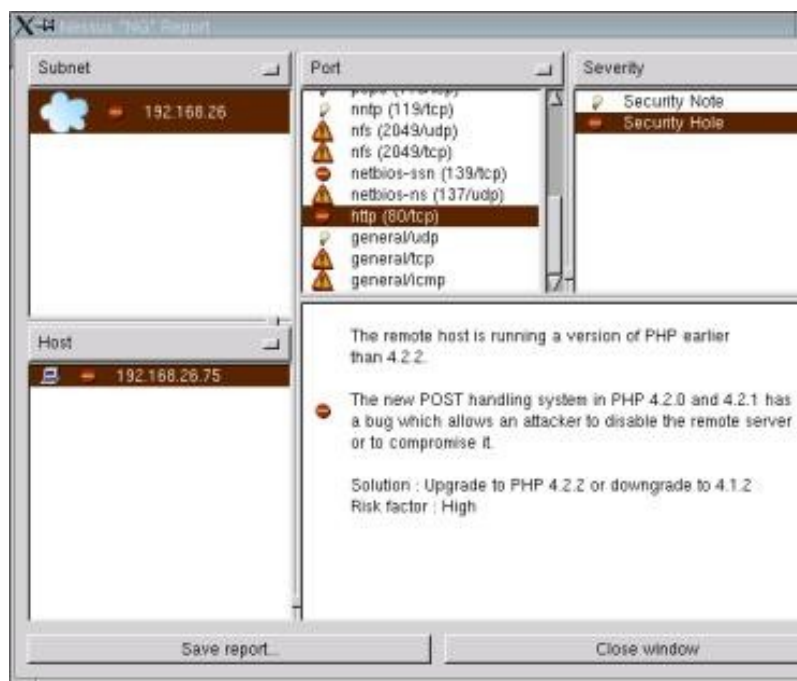 Nessus "NG" Report
Subnet
192.168.26
Port
nntp (119/tcp)
nfs (2049/udp)
nfs (2049/tcp)
netbios-ssn (139/tcp)
netbios-ns (137/udp)
http (80/tcp)
general/udp
general/tcp
general/icmp
Severity
Security Note
Security Hole
Host
192.168.26.75
The remote host is running a version of PHP earlier
than 4.2.2.
The new POST handling system in PHP 4.2.0 and 4.2.1 has
a bug which allows an attacker to disable the remote server
or to compromise it.
Solution : Upgrade to PHP 4.2.2 or downgrade to 4.1.2
Risk factor : High
Save report...
Close window